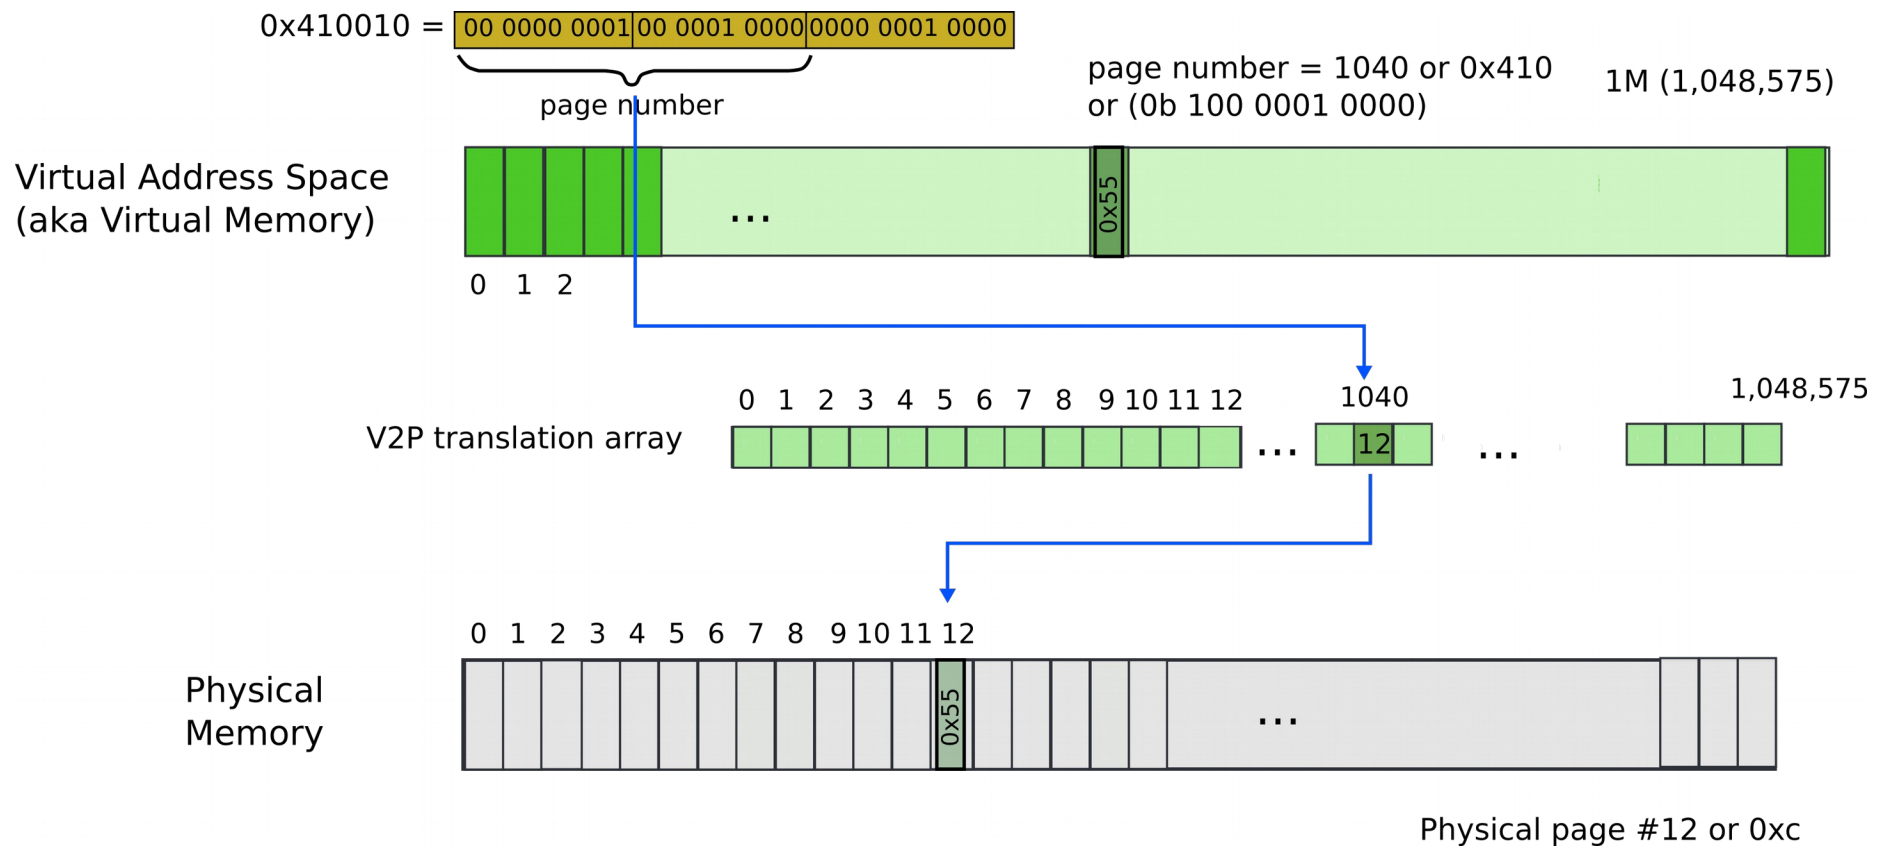 0x410010 = 00 0000 0001 00 0001 0000 0000 0001 0000
page number
page number = 1040 or 0x410
or (0b 100 0001 0000)
1M (1,048,575)
Virtual Address Space
(aka Virtual Memory)
...
0x55
0 1 2
0 1 2 3 4 5 6 7 8 9 10 11 12
1040
1,048,575
V2P translation array
...
12
...
0 1 2 3 4 5 6 7 8 9 10 11 12
Physical
Memory
0x55
...
Physical page #12 or 0xc